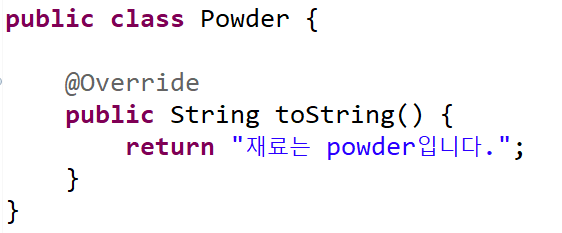 public class Powder {
@Override
public String toString() {
return "재료는 powder입니다.";
}
}